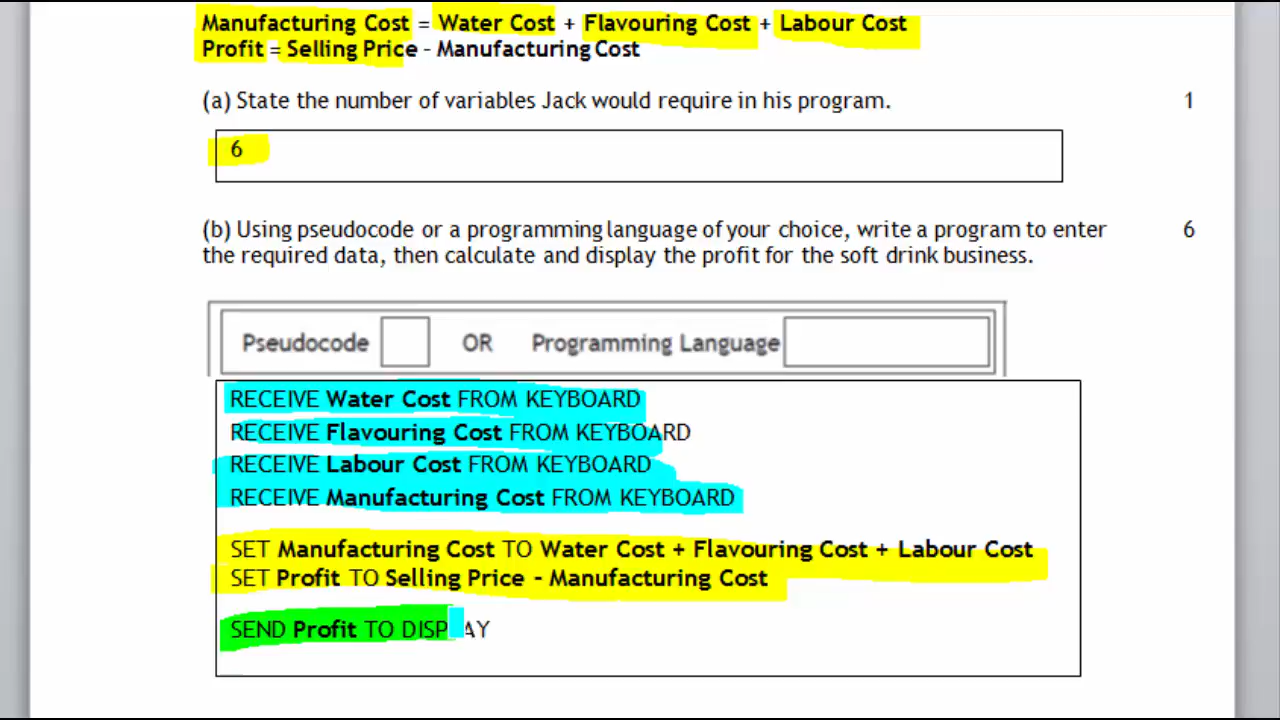 Manufacturing Cost = Water Cost + Flavouring Cost + Labour Cost
Profit = Selling Price - Manufacturing Cost
(a) State the number of variables Jack would require in his program. 1
6
(b) Using pseudocode or a programming language of your choice, write a program to enter 6
the required data, then calculate and display the profit for the soft drink business.
Pseudocode OR Programming Language
RECEIVE Water Cost FROM KEYBOARD
RECEIVE Flavouring Cost FROM KEYBOARD
RECEIVE Labour Cost FROM KEYBOARD
RECEIVE Manufacturing Cost FROM KEYBOARD
SET Manufacturing Cost TO Water Cost + Flavouring Cost + Labour Cost
SET Profit TO Selling Price - Manufacturing Cost
SEND Profit TO DISPLAY